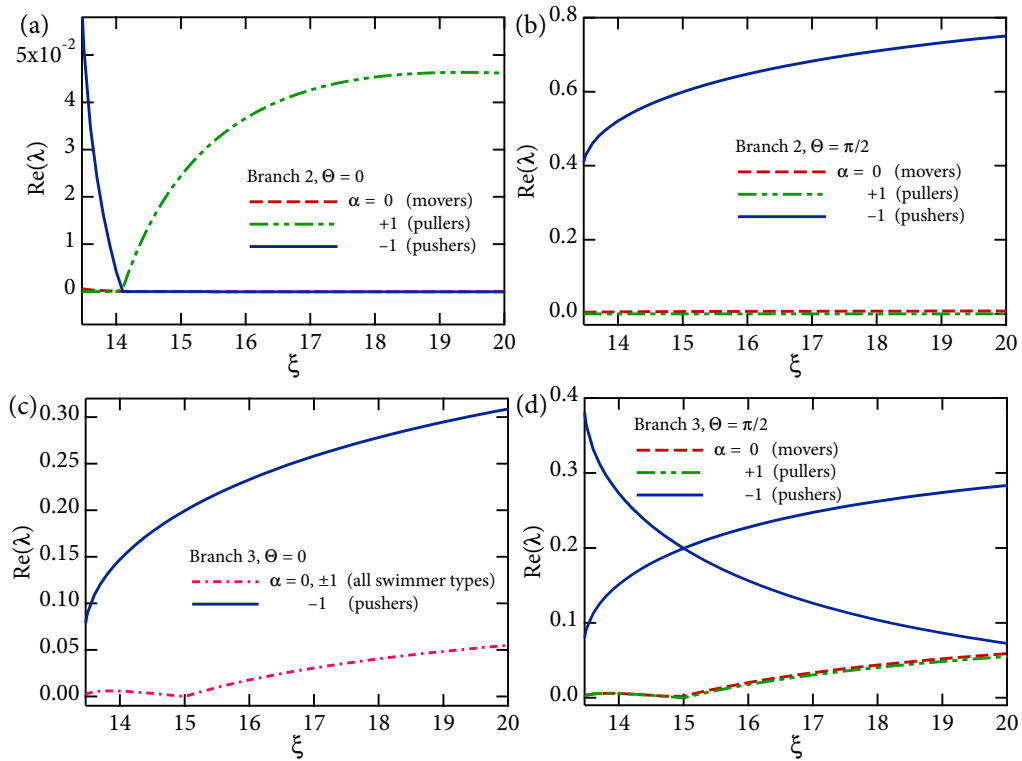 (a)
5x10⁻²
4
3
2
1
0
Re(λ)
Branch 2, Θ = 0
α = 0 (movers)
+1 (pullers)
−1 (pushers)
14 15 16 17 18 19 20
ξ
(b)
0.8
0.6
0.4
0.2
0.0
Re(λ)
Branch 2, Θ = π/2
α = 0 (movers)
+1 (pullers)
−1 (pushers)
14 15 16 17 18 19 20
ξ
(c)
0.30
0.25
0.20
0.15
0.10
0.05
0.00
Re(λ)
Branch 3, Θ = 0
α = 0, ±1 (all swimmer types)
−1 (pushers)
14 15 16 17 18 19 20
ξ
(d)
0.4
0.3
0.2
0.1
0.0
Re(λ)
Branch 3, Θ = π/2
α = 0 (movers)
+1 (pullers)
−1 (pushers)
14 15 16 17 18 19 20
ξ